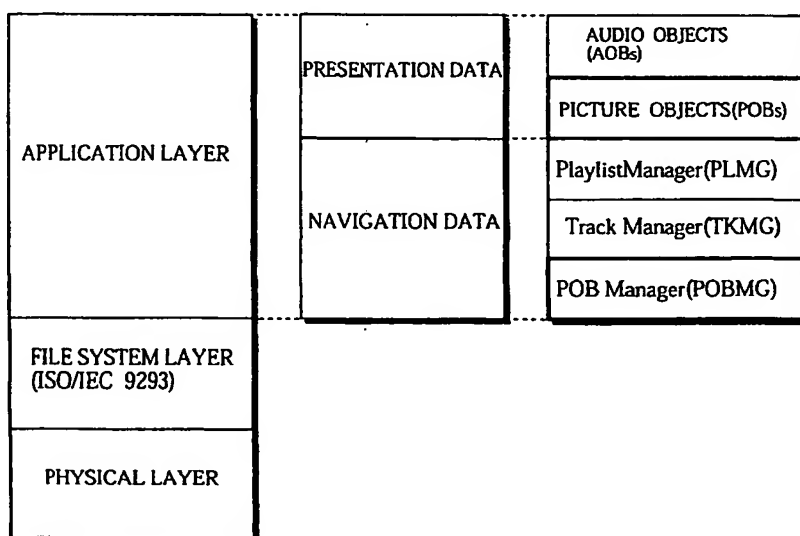 APPLICATION LAYER
FILE SYSTEM LAYER
(ISO/IEC 9293)
PHYSICAL LAYER
PRESENTATION DATA
NAVIGATION DATA
AUDIO OBJECTS
(AOBs)
PICTURE OBJECTS(POBs)
PlaylistManager(PLMG)
Track Manager(TKMG)
POB Manager(POBMG)